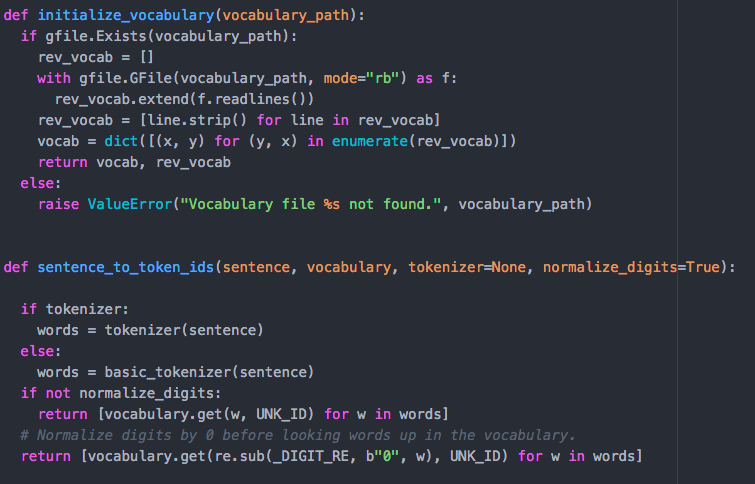 def initialize_vocabulary(vocabulary_path):
  if gfile.Exists(vocabulary_path):
    rev_vocab = []
    with gfile.GFile(vocabulary_path, mode="rb") as f:
      rev_vocab.extend(f.readlines())
    rev_vocab = [line.strip() for line in rev_vocab]
    vocab = dict([(x, y) for (y, x) in enumerate(rev_vocab)])
    return vocab, rev_vocab
  else:
    raise ValueError("Vocabulary file %s not found.", vocabulary_path)
def sentence_to_token_ids(sentence, vocabulary, tokenizer=None, normalize_digits=True):
  if tokenizer:
    words = tokenizer(sentence)
  else:
    words = basic_tokenizer(sentence)
  if not normalize_digits:
    return [vocabulary.get(w, UNK_ID) for w in words]
  # Normalize digits by 0 before looking words up in the vocabulary.
  return [vocabulary.get(re.sub(_DIGIT_RE, b"0", w), UNK_ID) for w in words]